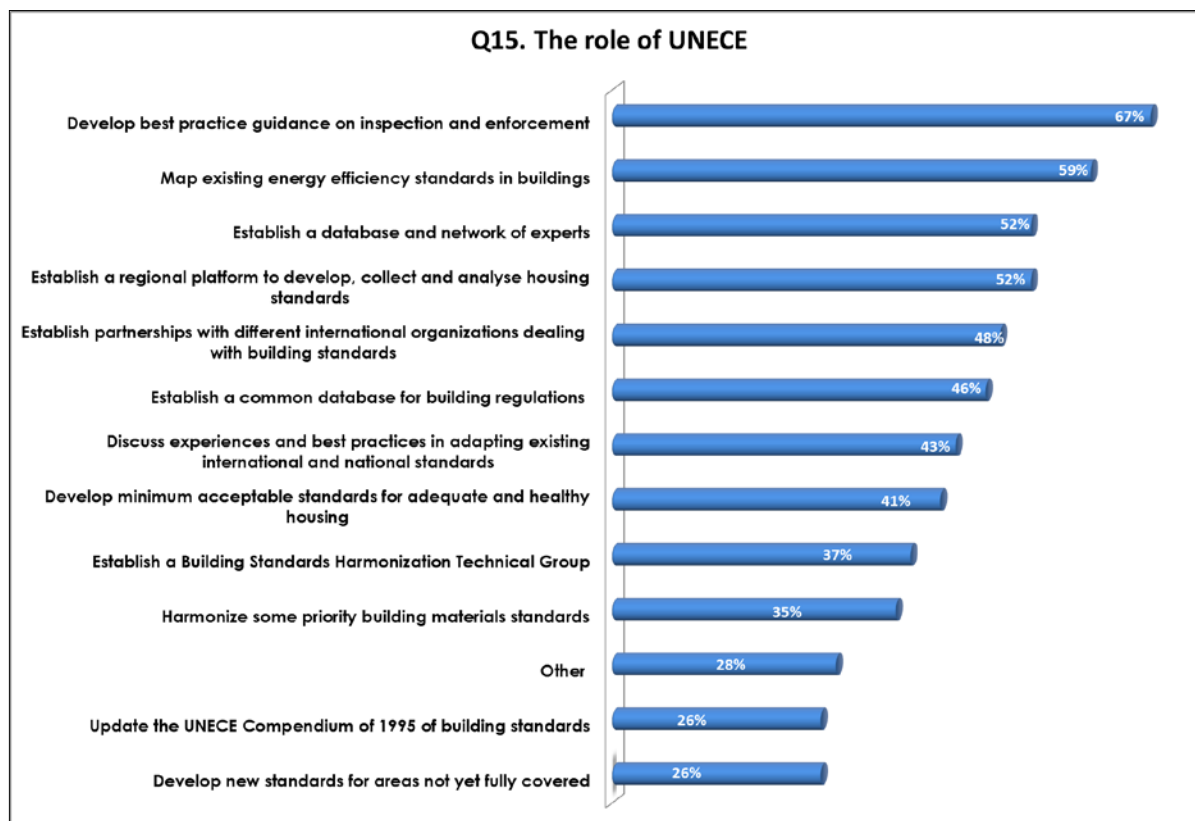 Q15. The role of UNECE
Develop best practice guidance on inspection and enforcement
67%
Map existing energy efficiency standards in buildings
59%
Establish a database and network of experts
52%
Establish a regional platform to develop, collect and analyse housing
standards
52%
Establish partnerships with different international organizations dealing
with building standards
48%
Establish a common database for building regulations
46%
Discuss experiences and best practices in adapting existing
international and national standards
43%
Develop minimum acceptable standards for adequate and healthy
housing
41%
Establish a Building Standards Harmonization Technical Group
37%
Harmonize some priority building materials standards
35%
Other
28%
Update the UNECE Compendium of 1995 of building standards
26%
Develop new standards for areas not yet fully covered
26%